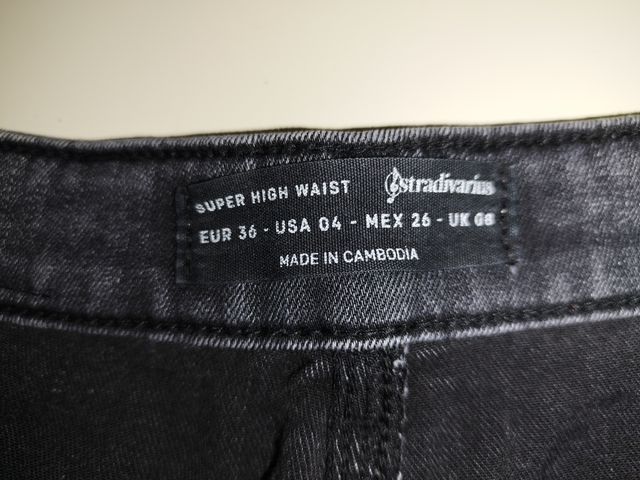 SUPER HIGH WAIST stradivarius
EUR 36 - USA 04 - MEX 26 - UK 08
MADE IN CAMBODIA